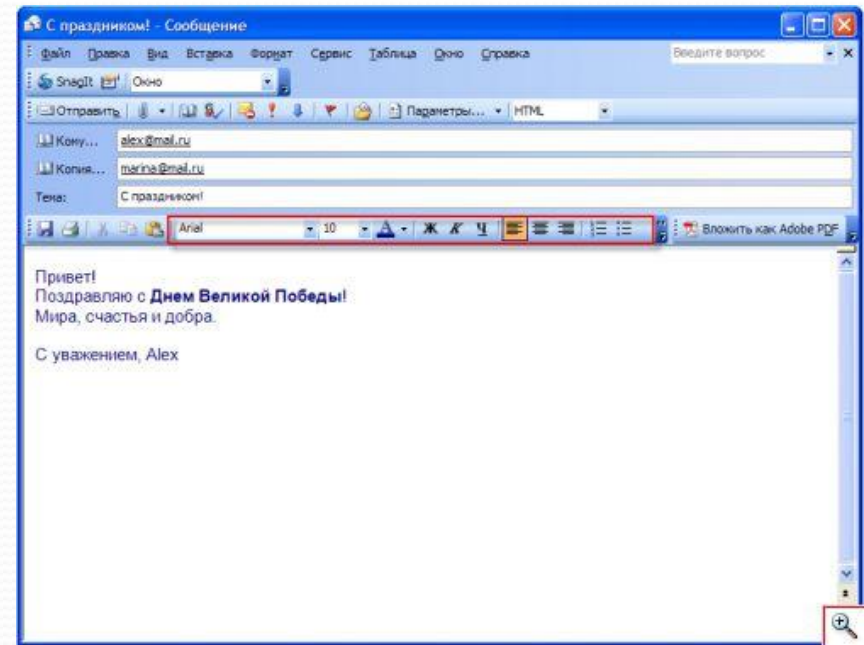 С праздником! - Сообщение
Файл Правка Вид Вставка Формат Сервис Таблица Окно Справка Введите вопрос
SnagIt Окно
Отправить Параметры... HTML
Кому... alex@mail.ru
Копия... marina@mail.ru
Тема: С праздником!
Arial 10 A Ж К Ч Вложить как Adobe PDF
Привет!
Поздравляю с Днем Великой Победы!
Мира, счастья и добра.
С уважением, Alex